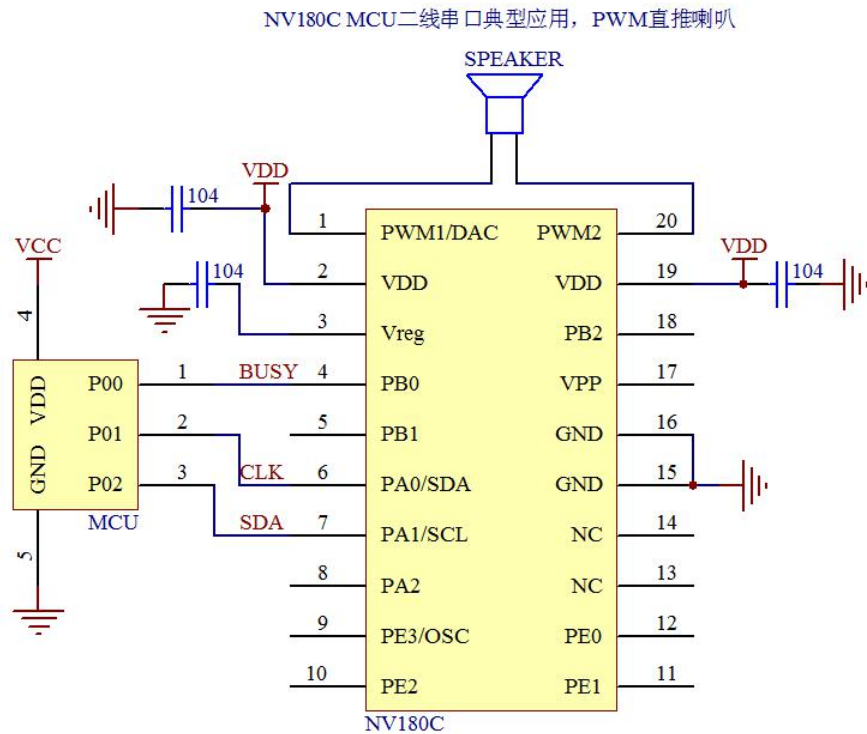 NV180C MCU二线串口典型应用，PWM直推喇叭
SPEAKER
VDD
104
1 PWM1/DAC PWM2 20
VDD
VCC
104
2 VDD VDD 19
104
4
3 Vreg PB2 18
VDD P00 1 BUSY 4 PB0 VPP 17
P01 2 5 PB1 GND 16
GND P02 3 CLK 6 PA0/SDA GND 15
MCU SDA 7 PA1/SCL NC 14
5
8 PA2 NC 13
9 PE3/OSC PE0 12
10 PE2 PE1 11
NV180C